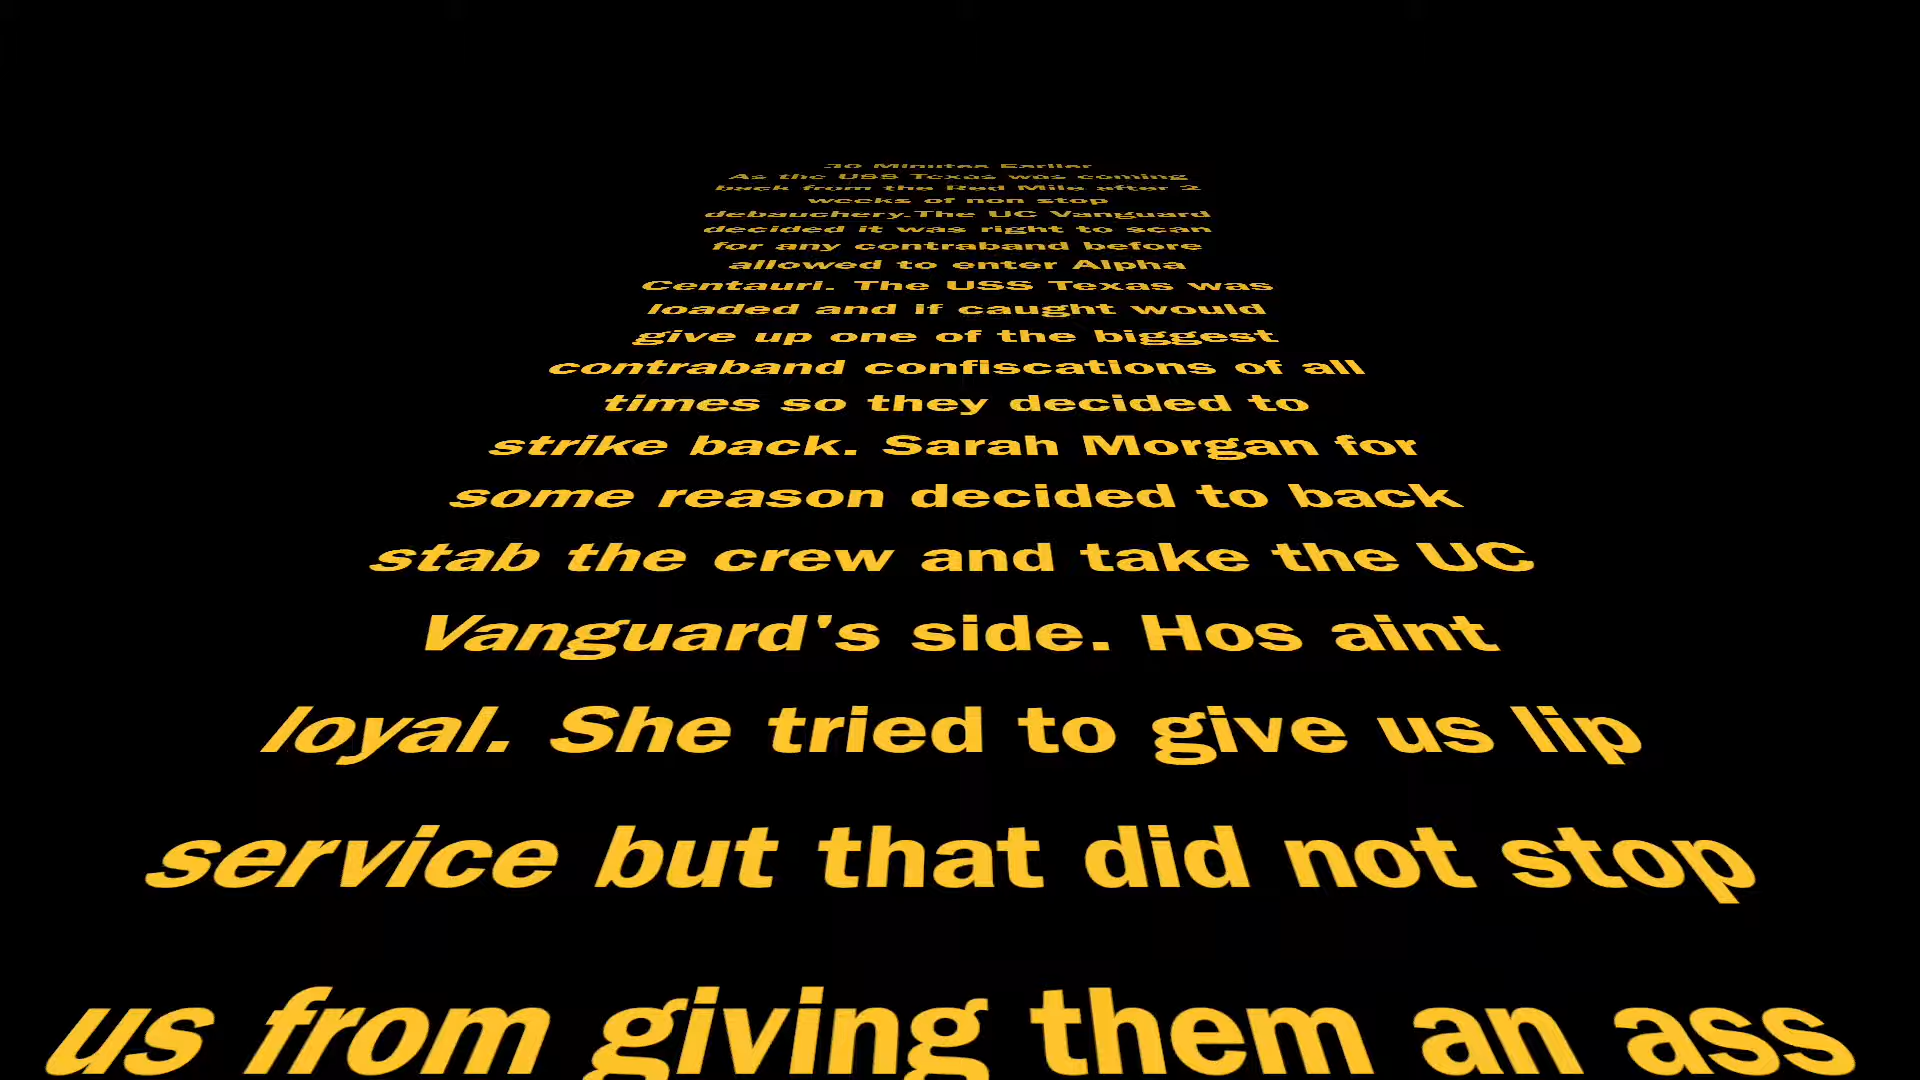 30 Minutes Earlier
As the USS Texas was coming
back from the Red Mile after 2
weeks of non stop
debauchery.The UC Vanguard
decided it was right to scan
for any contraband before
allowed to enter Alpha
Centauri. The USS Texas was
loaded and if caught would
give up one of the biggest
contraband confiscations of all
times so they decided to
strike back. Sarah Morgan for
some reason decided to back
stab the crew and take the UC
Vanguard's side. Hos aint
loyal. She tried to give us lip
service but that did not stop
us from giving them an ass